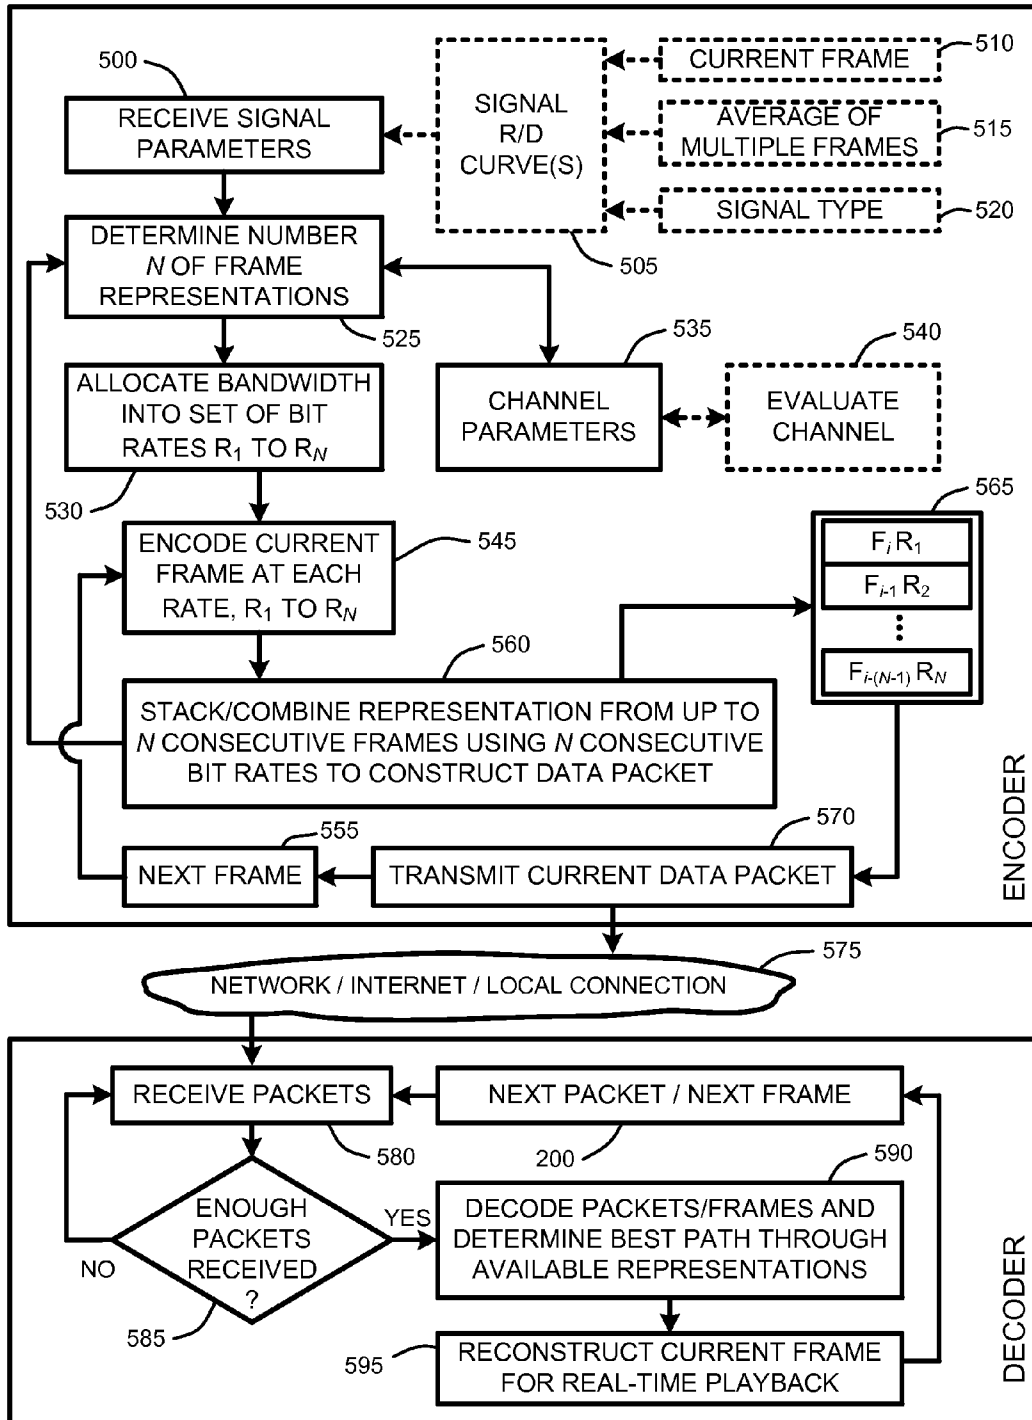 500
RECEIVE SIGNAL
PARAMETERS
SIGNAL
R/D
CURVE(S)
505
CURRENT FRAME
510
AVERAGE OF
MULTIPLE FRAMES
515
SIGNAL TYPE
520
DETERMINE NUMBER
N OF FRAME
REPRESENTATIONS
525
ALLOCATE BANDWIDTH
INTO SET OF BIT
RATES R1 TO RN
530
535
CHANNEL
PARAMETERS
540
EVALUATE
CHANNEL
ENCODE CURRENT
FRAME AT EACH
RATE, R1 TO RN
545
565
Fi R1
Fi-1 R2
Fi-(N-1) RN
560
STACK/COMBINE REPRESENTATION FROM UP TO
N CONSECUTIVE FRAMES USING N CONSECUTIVE
BIT RATES TO CONSTRUCT DATA PACKET
555
NEXT FRAME
570
TRANSMIT CURRENT DATA PACKET
ENCODER
575
NETWORK / INTERNET / LOCAL CONNECTION
RECEIVE PACKETS
580
NEXT PACKET / NEXT FRAME
200
ENOUGH
PACKETS
RECEIVED
?
585
NO
YES
590
DECODE PACKETS/FRAMES AND
DETERMINE BEST PATH THROUGH
AVAILABLE REPRESENTATIONS
595
RECONSTRUCT CURRENT FRAME
FOR REAL-TIME PLAYBACK
DECODER